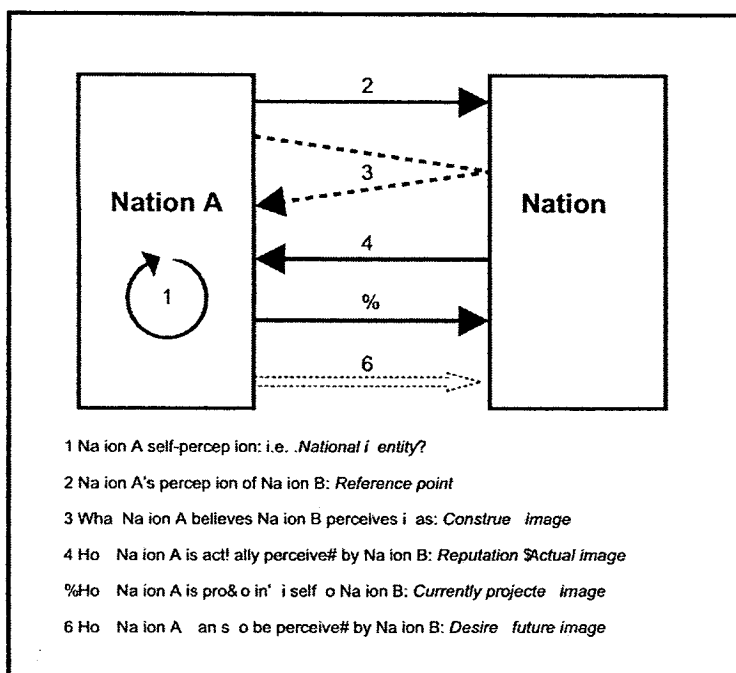 2
3
Nation A
Nation
4
1
%
6
1 Na ion A self-percep ion: i.e. .National i entity?
2 Na ion A's percep ion of Na ion B: Reference point
3 Wha Na ion A believes Na ion B perceives i as: Construe image
4 Ho Na ion A is act! ally perceive# by Na ion B: Reputation $Actual image
%Ho Na ion A is pro&o in' i self o Na ion B: Currently projecte image
6 Ho Na ion A an s o be perceive# by Na ion B: Desire future image